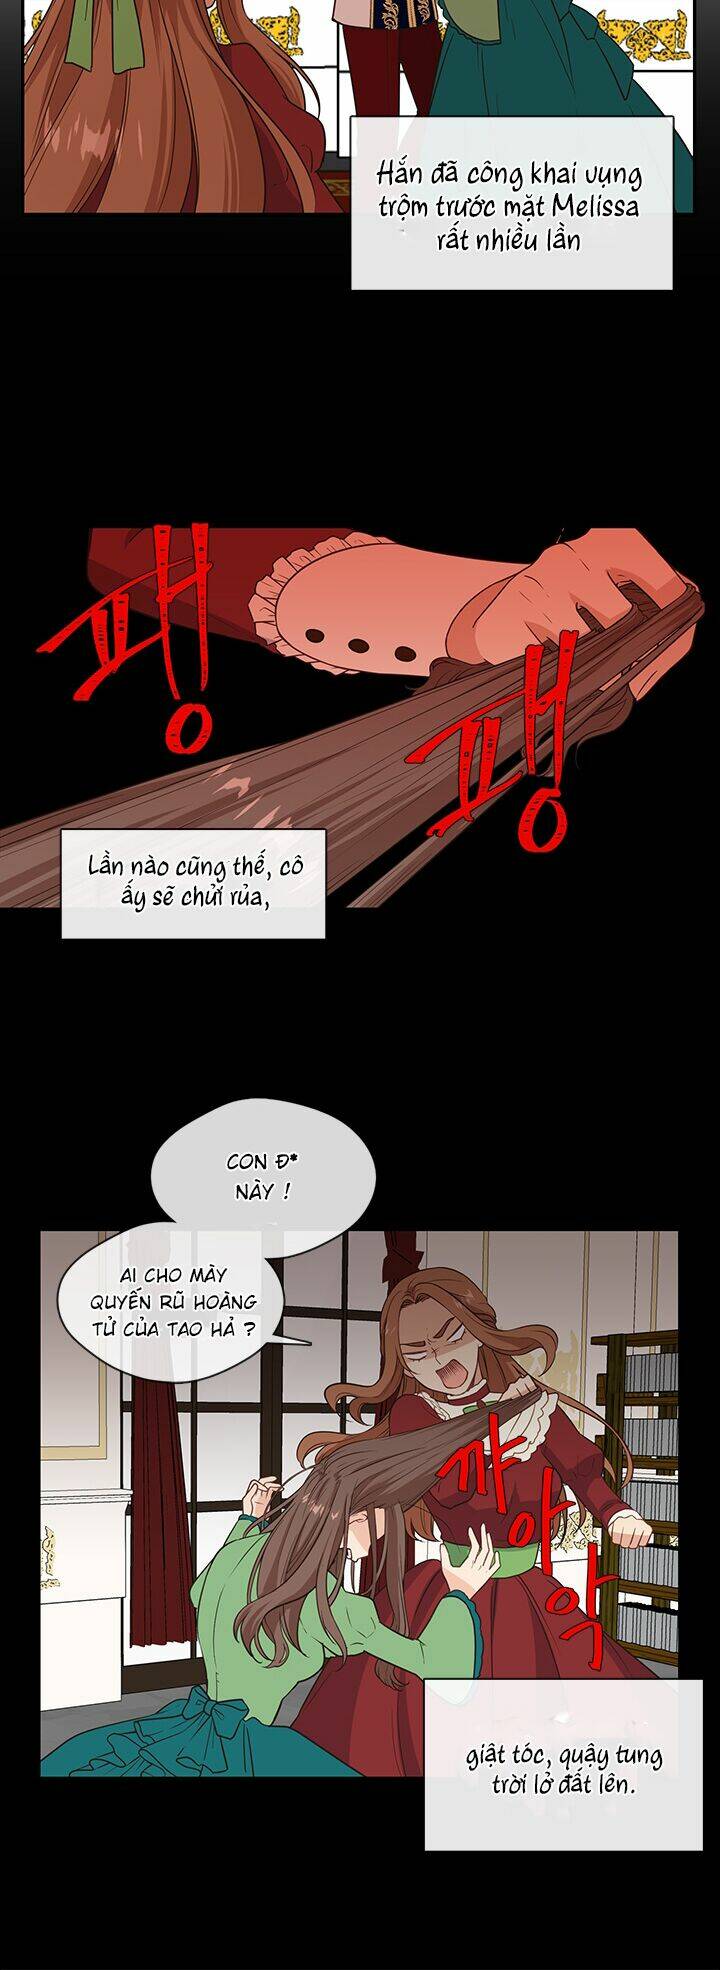 Hắn đã công khai vụng
trộm trước mặt Melissa
rất nhiều lần
팽
팽
Lần nào cũng thế, cô
ấy sẽ chửi rủa,
CON Đ*
NÀY !
AI CHO MÀY
QUYẾN RŨ HOÀNG
TỬ CỦA TAO HẢ ?
꺄
아
악
giật tóc, quậy tung
trời lở đất lên.